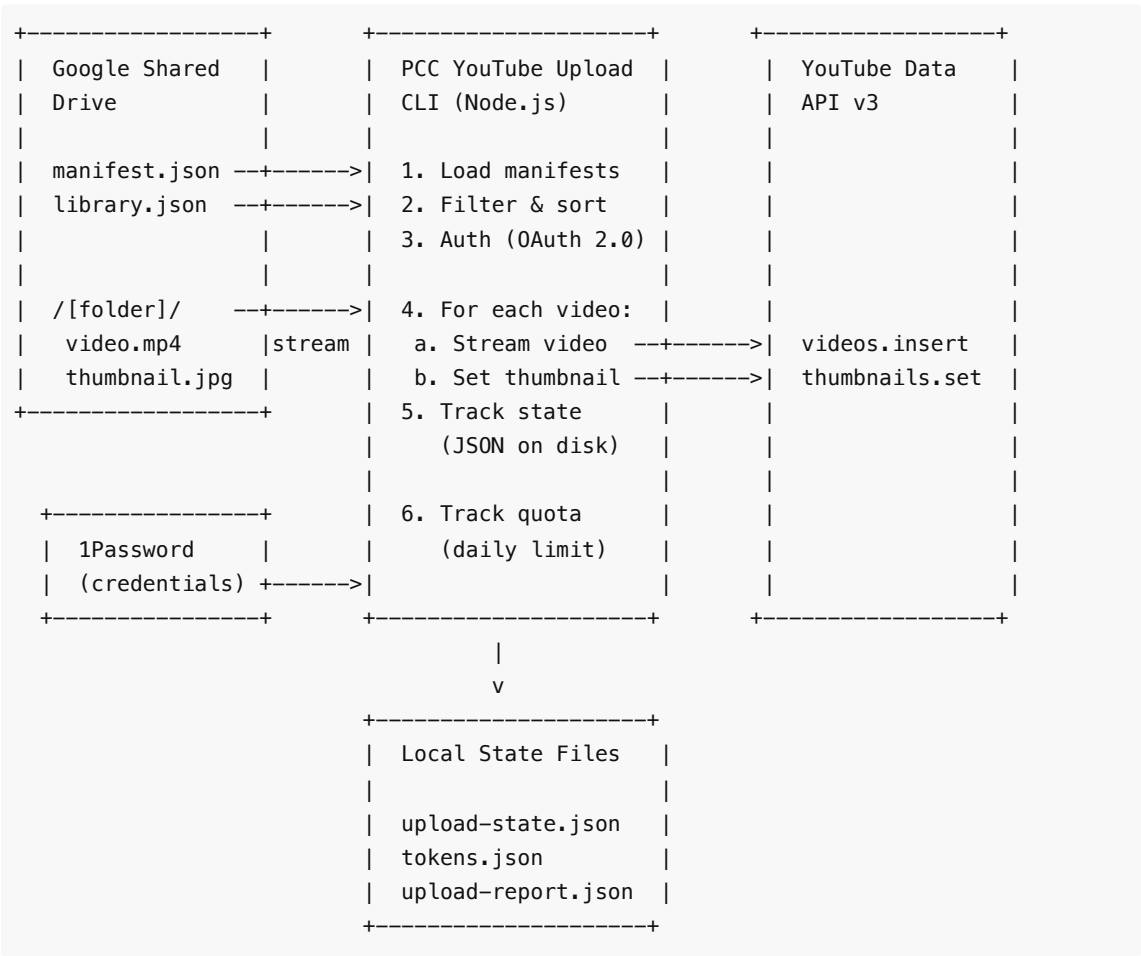 +------------------+      +---------------------+      +------------------+
|  Google Shared   |      |  PCC YouTube Upload  |      |  YouTube Data    |
|  Drive           |      |  CLI (Node.js)       |      |  API v3          |
|                  |      |                      |      |                  |
|  manifest.json --+------>|  1. Load manifests   |      |                  |
|  library.json  --+------>|  2. Filter & sort    |      |                  |
|                  |      |  3. Auth (OAuth 2.0) |      |                  |
|                  |      |                      |      |                  |
|  /[folder]/    --+------>|  4. For each video:  |      |                  |
|   video.mp4      |stream |   a. Stream video  --+------>|  videos.insert   |
|   thumbnail.jpg  |      |   b. Set thumbnail --+------>|  thumbnails.set  |
+------------------+      |  5. Track state      |      |                  |
                          |     (JSON on disk)   |      |                  |
                          |                      |      |                  |
  +----------------+      |  6. Track quota      |      |                  |
  |  1Password     |      |     (daily limit)    |      |                  |
  |  (credentials) +------>|                      |      |                  |
  +----------------+      +---------------------+      +------------------+
                                    |
                                    v
                          +---------------------+
                          |  Local State Files   |
                          |                      |
                          |  upload-state.json   |
                          |  tokens.json         |
                          |  upload-report.json  |
                          +---------------------+